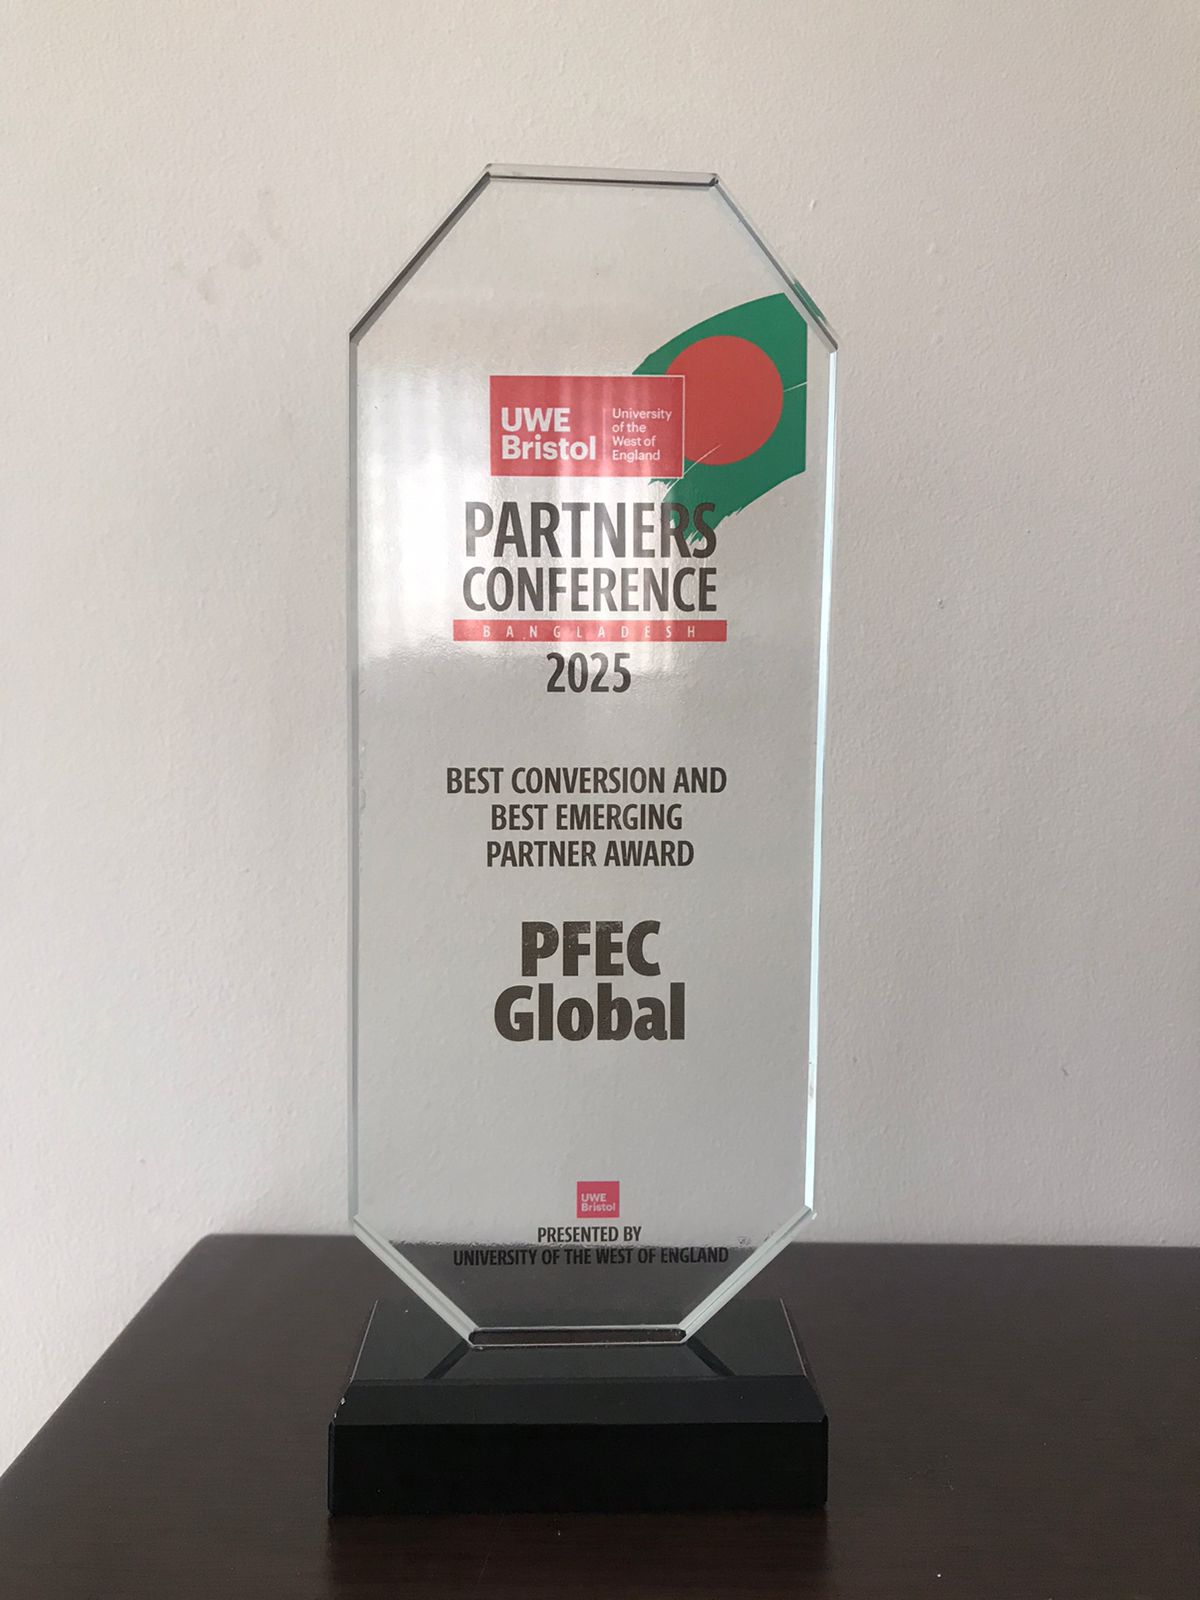 UWE
Bristol
University
of the
West of
England
PARTNERS
CONFERENCE
BANGLADESH
2025
BEST CONVERSION AND
BEST EMERGING
PARTNER AWARD
PFEC
Global
UWE
Bristol
PRESENTED BY
UNIVERSITY OF THE WEST OF ENGLAND